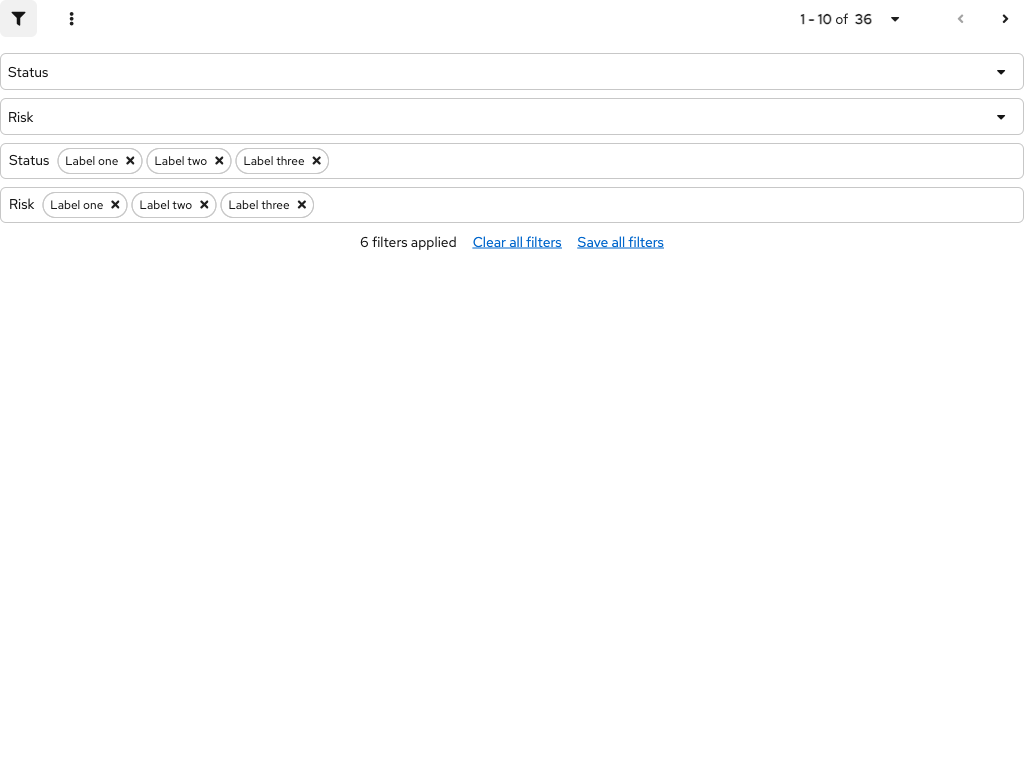 1 - 10 of 36
Status
Risk
Status Label one Label two Label three
Risk Label one Label two Label three
6 filters applied Clear all filters Save all filters